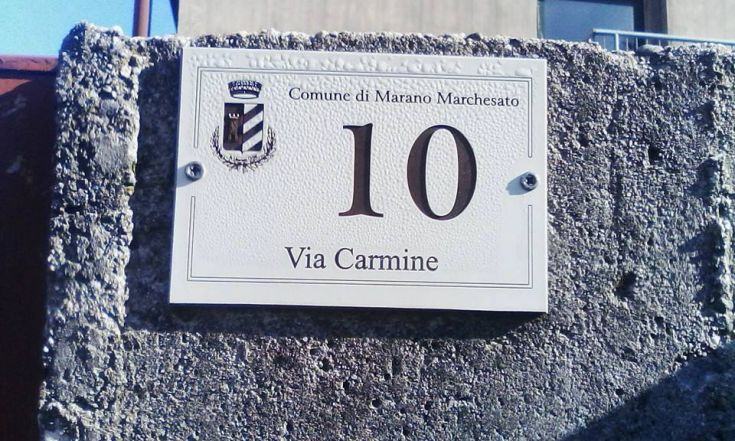 Comune di Marano Marchesato
10
Via Carmine